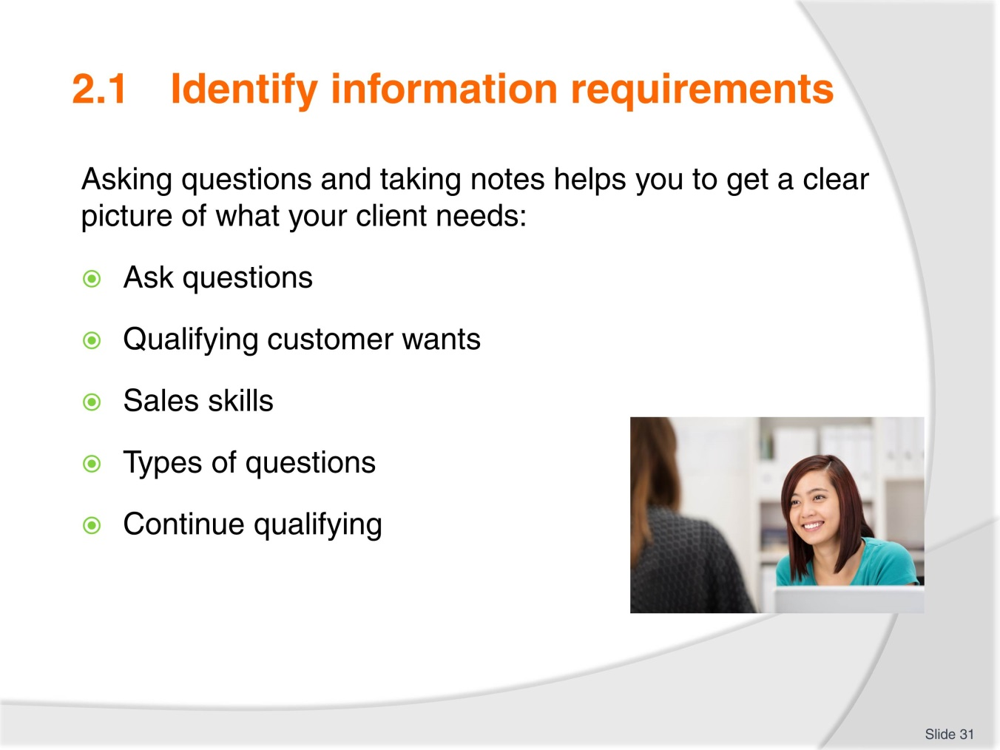 2.1 Identify information requirements
Asking questions and taking notes helps you to get a clear
picture of what your client needs:
Ask questions
Qualifying customer wants
Sales skills
Types of questions
Continue qualifying
Slide 31